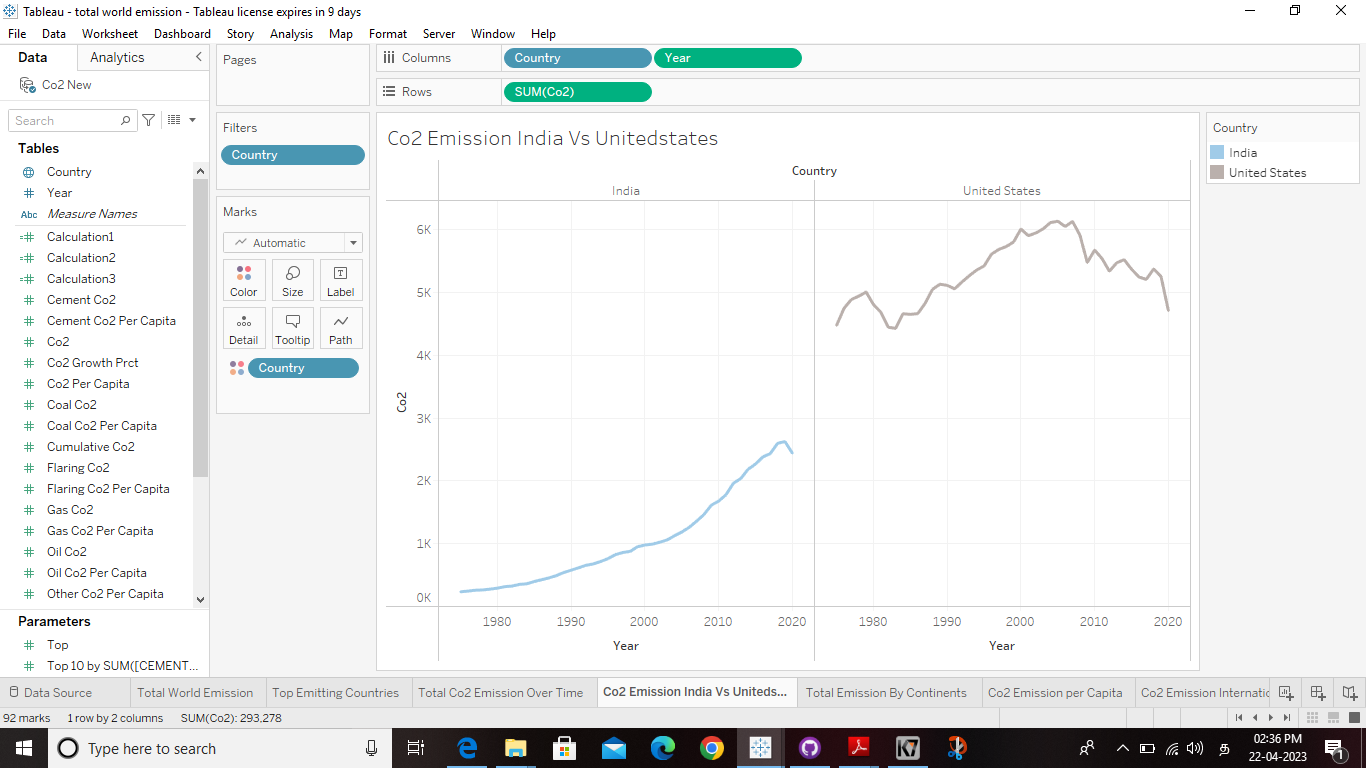 Tableau - total world emission - Tableau license expires in 9 days
File Data Worksheet Dashboard Story Analysis Map Format Server Window Help
Data Analytics
Co2 New
Search
Tables
Country
Year
Abc Measure Names
Calculation1
Calculation2
Calculation3
Cement Co2
Cement Co2 Per Capita
Co2
Co2 Growth Prct
Co2 Per Capita
Coal Co2
Coal Co2 Per Capita
Cumulative Co2
Flaring Co2
Flaring Co2 Per Capita
Gas Co2
Gas Co2 Per Capita
Oil Co2
Oil Co2 Per Capita
Other Co2 Per Capita
Parameters
Top
Top 10 by SUM([CEMENT...
Pages
Filters
Country
Marks
Automatic
Color Size Label
Detail Tooltip Path
Country
Columns Country Year
Rows SUM(Co2)
Co2 Emission India Vs Unitedstates
Country
India United States
6K
5K
4K
3K
2K
1K
0K
Co2
1980 1990 2000 2010 2020 1980 1990 2000 2010 2020
Year Year
Country
India
United States
Data Source Total World Emission Top Emitting Countries Total Co2 Emission Over Time Co2 Emission India Vs Uniteds... Total Emission By Continents Co2 Emission per Capita Co2 Emission Internatic
92 marks 1 row by 2 columns SUM(Co2): 293,278
Type here to search
02:36 PM
22-04-2023
1